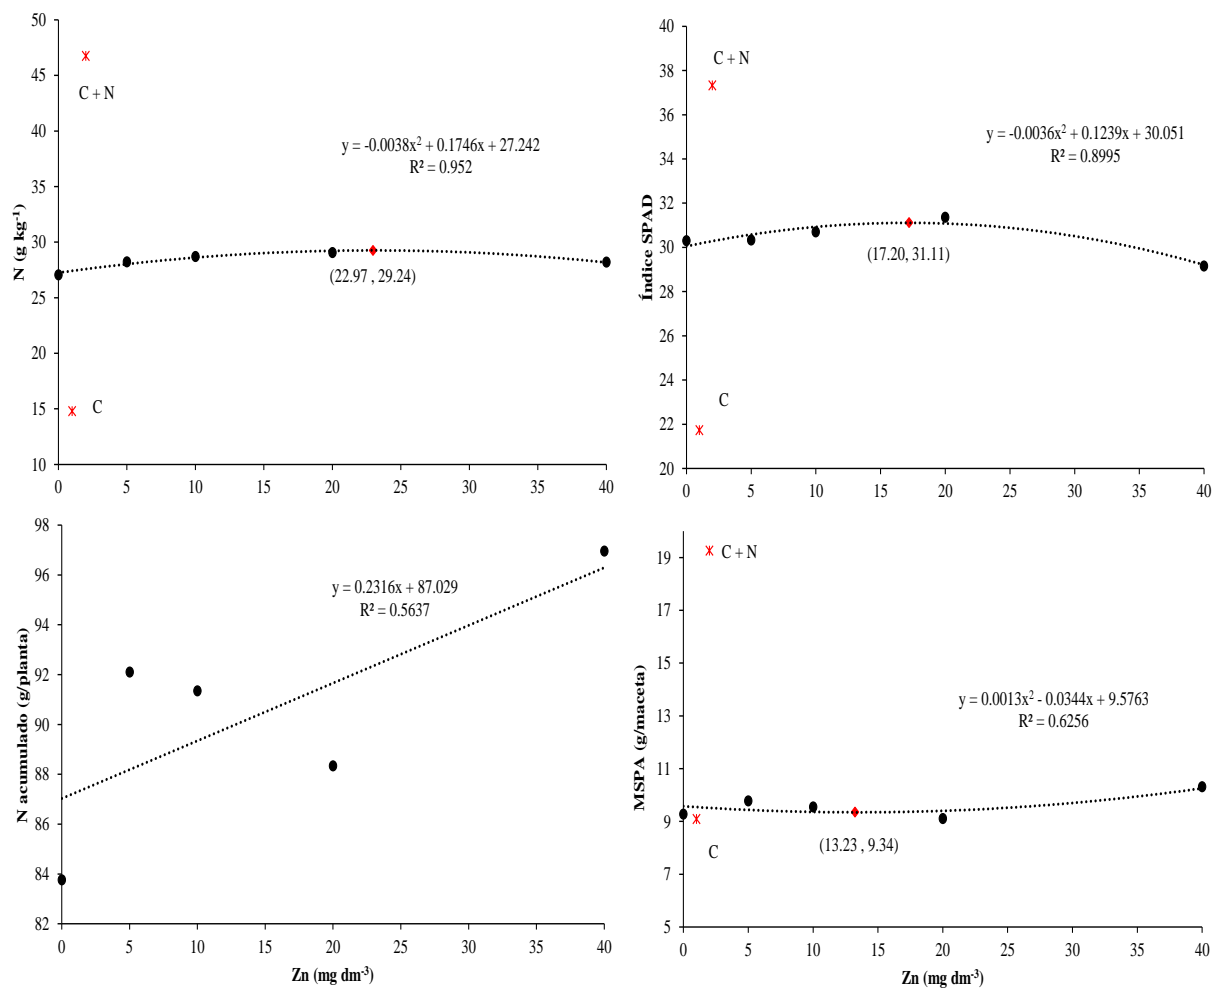 50
45
40
35
30
25
20
15
10
N (g kg-1)
C + N
y = -0.0038x² + 0.1746x + 27.242
R² = 0.952
(22.97 , 29.24)
C
0 5 10 15 20 25 30 35 40
40
38
36
34
32
30
28
26
24
22
20
Índice SPAD
C + N
y = -0.0036x² + 0.1239x + 30.051
R² = 0.8995
(17.20, 31.11)
C
0 5 10 15 20 25 30 35 40
98
96
94
92
90
88
86
84
82
N acumulado (g/planta)
y = 0.2316x + 87.029
R² = 0.5637
0 5 10 15 20 25 30 35 40
Zn (mg dm-3)
19
17
15
13
11
9
7
5
MSPA (g/maceta)
C + N
y = 0.0013x² - 0.0344x + 9.5763
R² = 0.6256
(13.23 , 9.34)
C
0 5 10 15 20 25 30 35 40
Zn (mg dm-3)